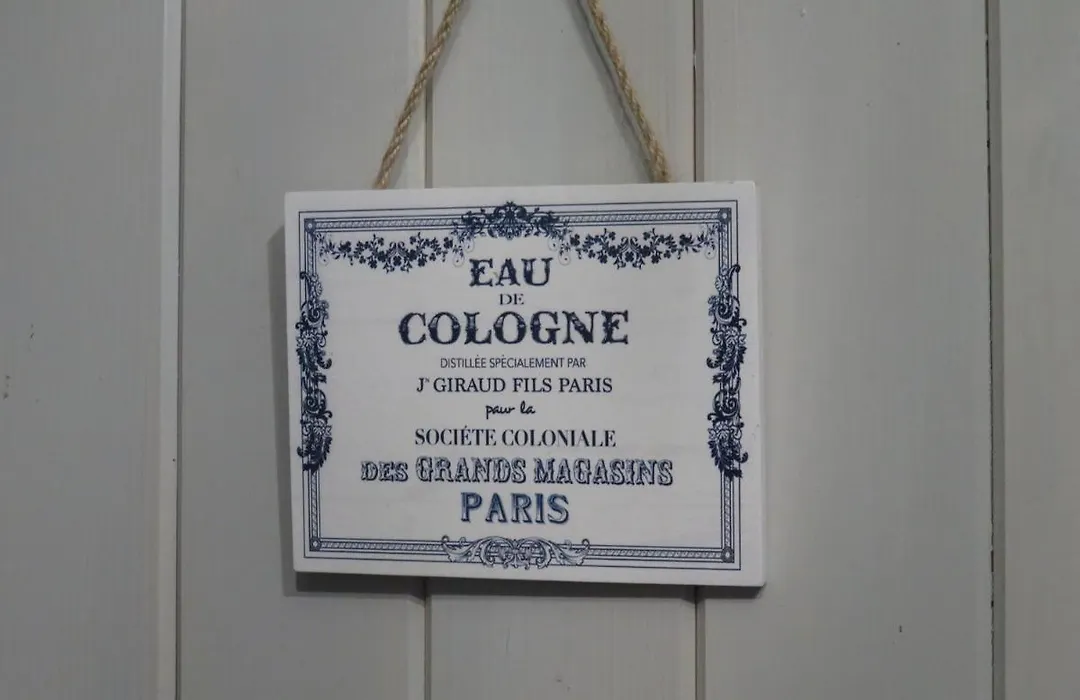 EAU
DE
COLOGNE
DISTILLÉE SPÉCIALEMENT PAR
Jⁿ GIRAUD FILS PARIS
pour la
SOCIÉTE COLONIALE
DES GRANDS MAGASINS
PARIS